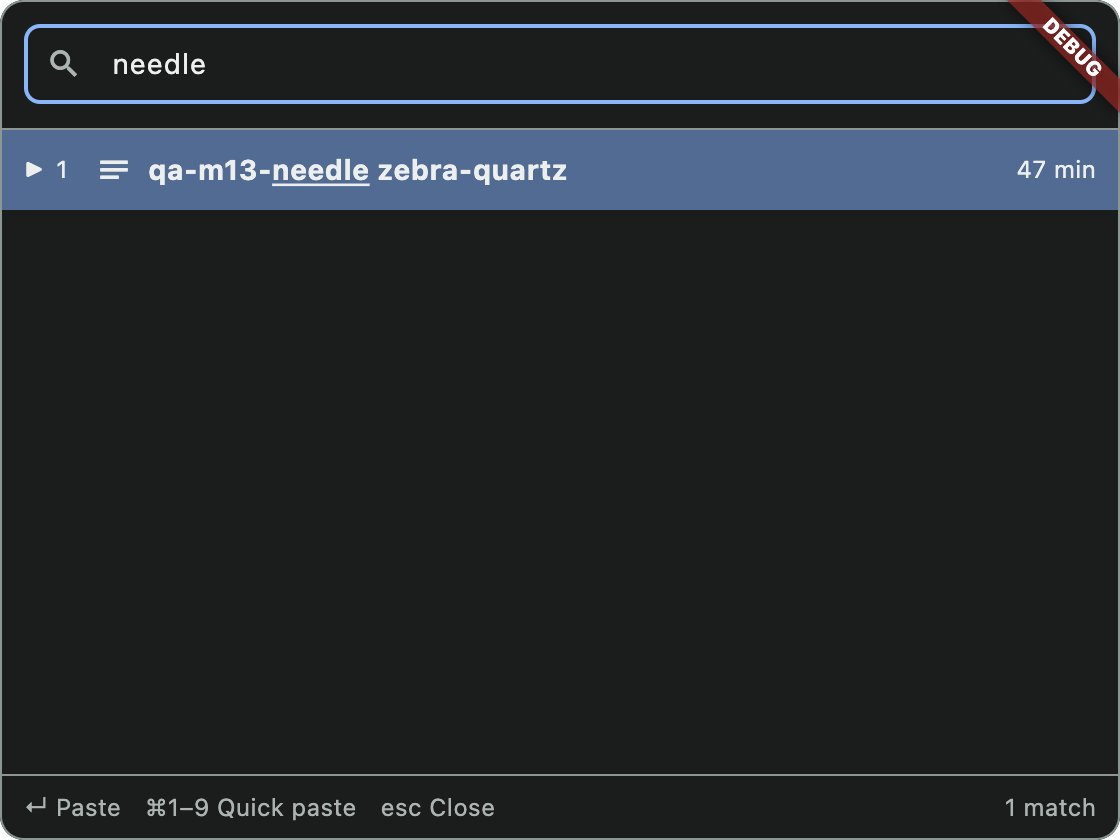 needle
DEBUG
1 qa-m13-needle zebra-quartz 47 min
↵ Paste ⌘1–9 Quick paste esc Close 1 match